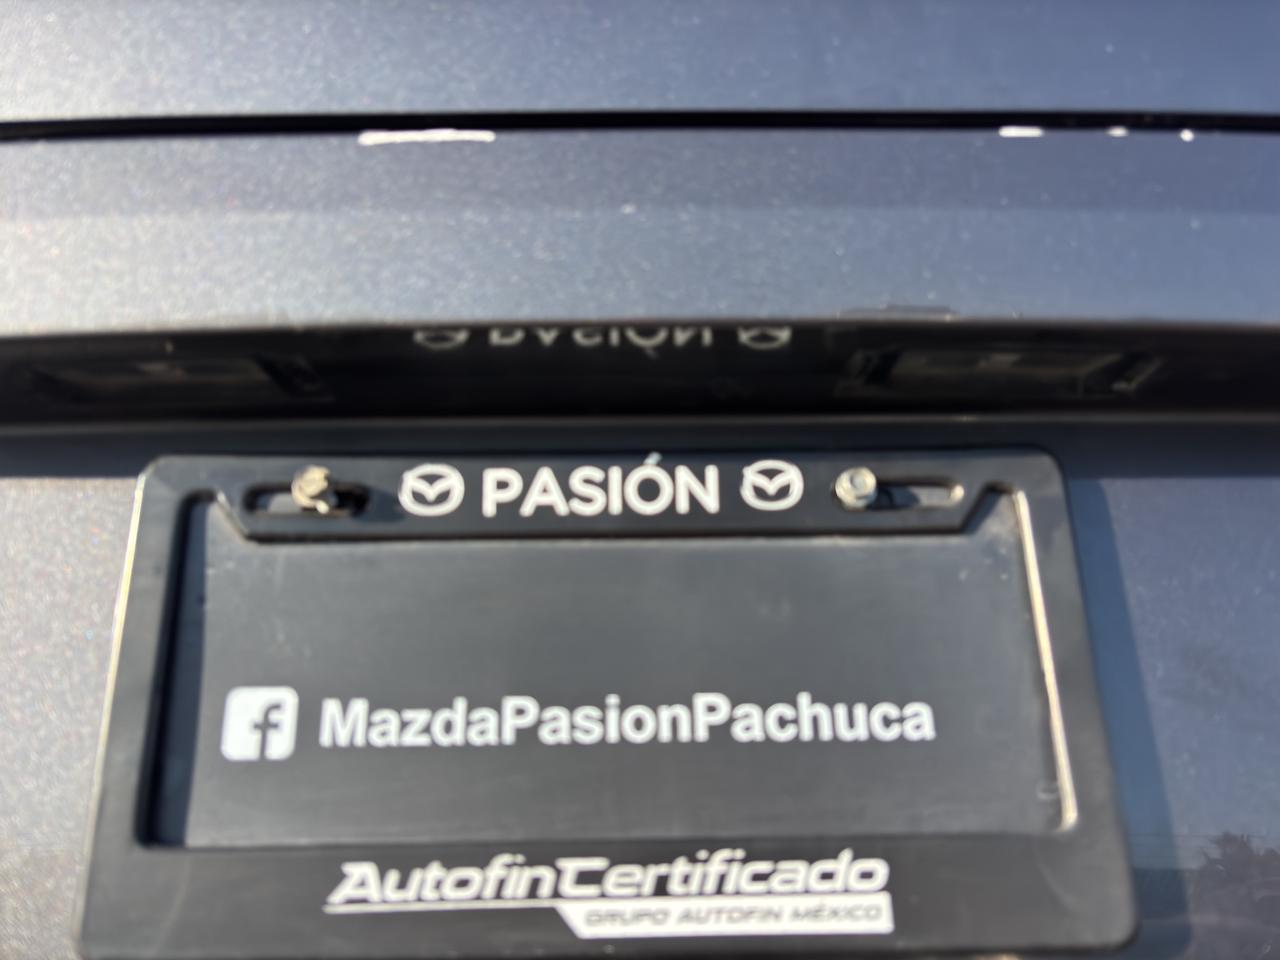 PASIÓN
MazdaPasionPachuca
AutofinCertificado
GRUPO AUTOFIN MÉXICO